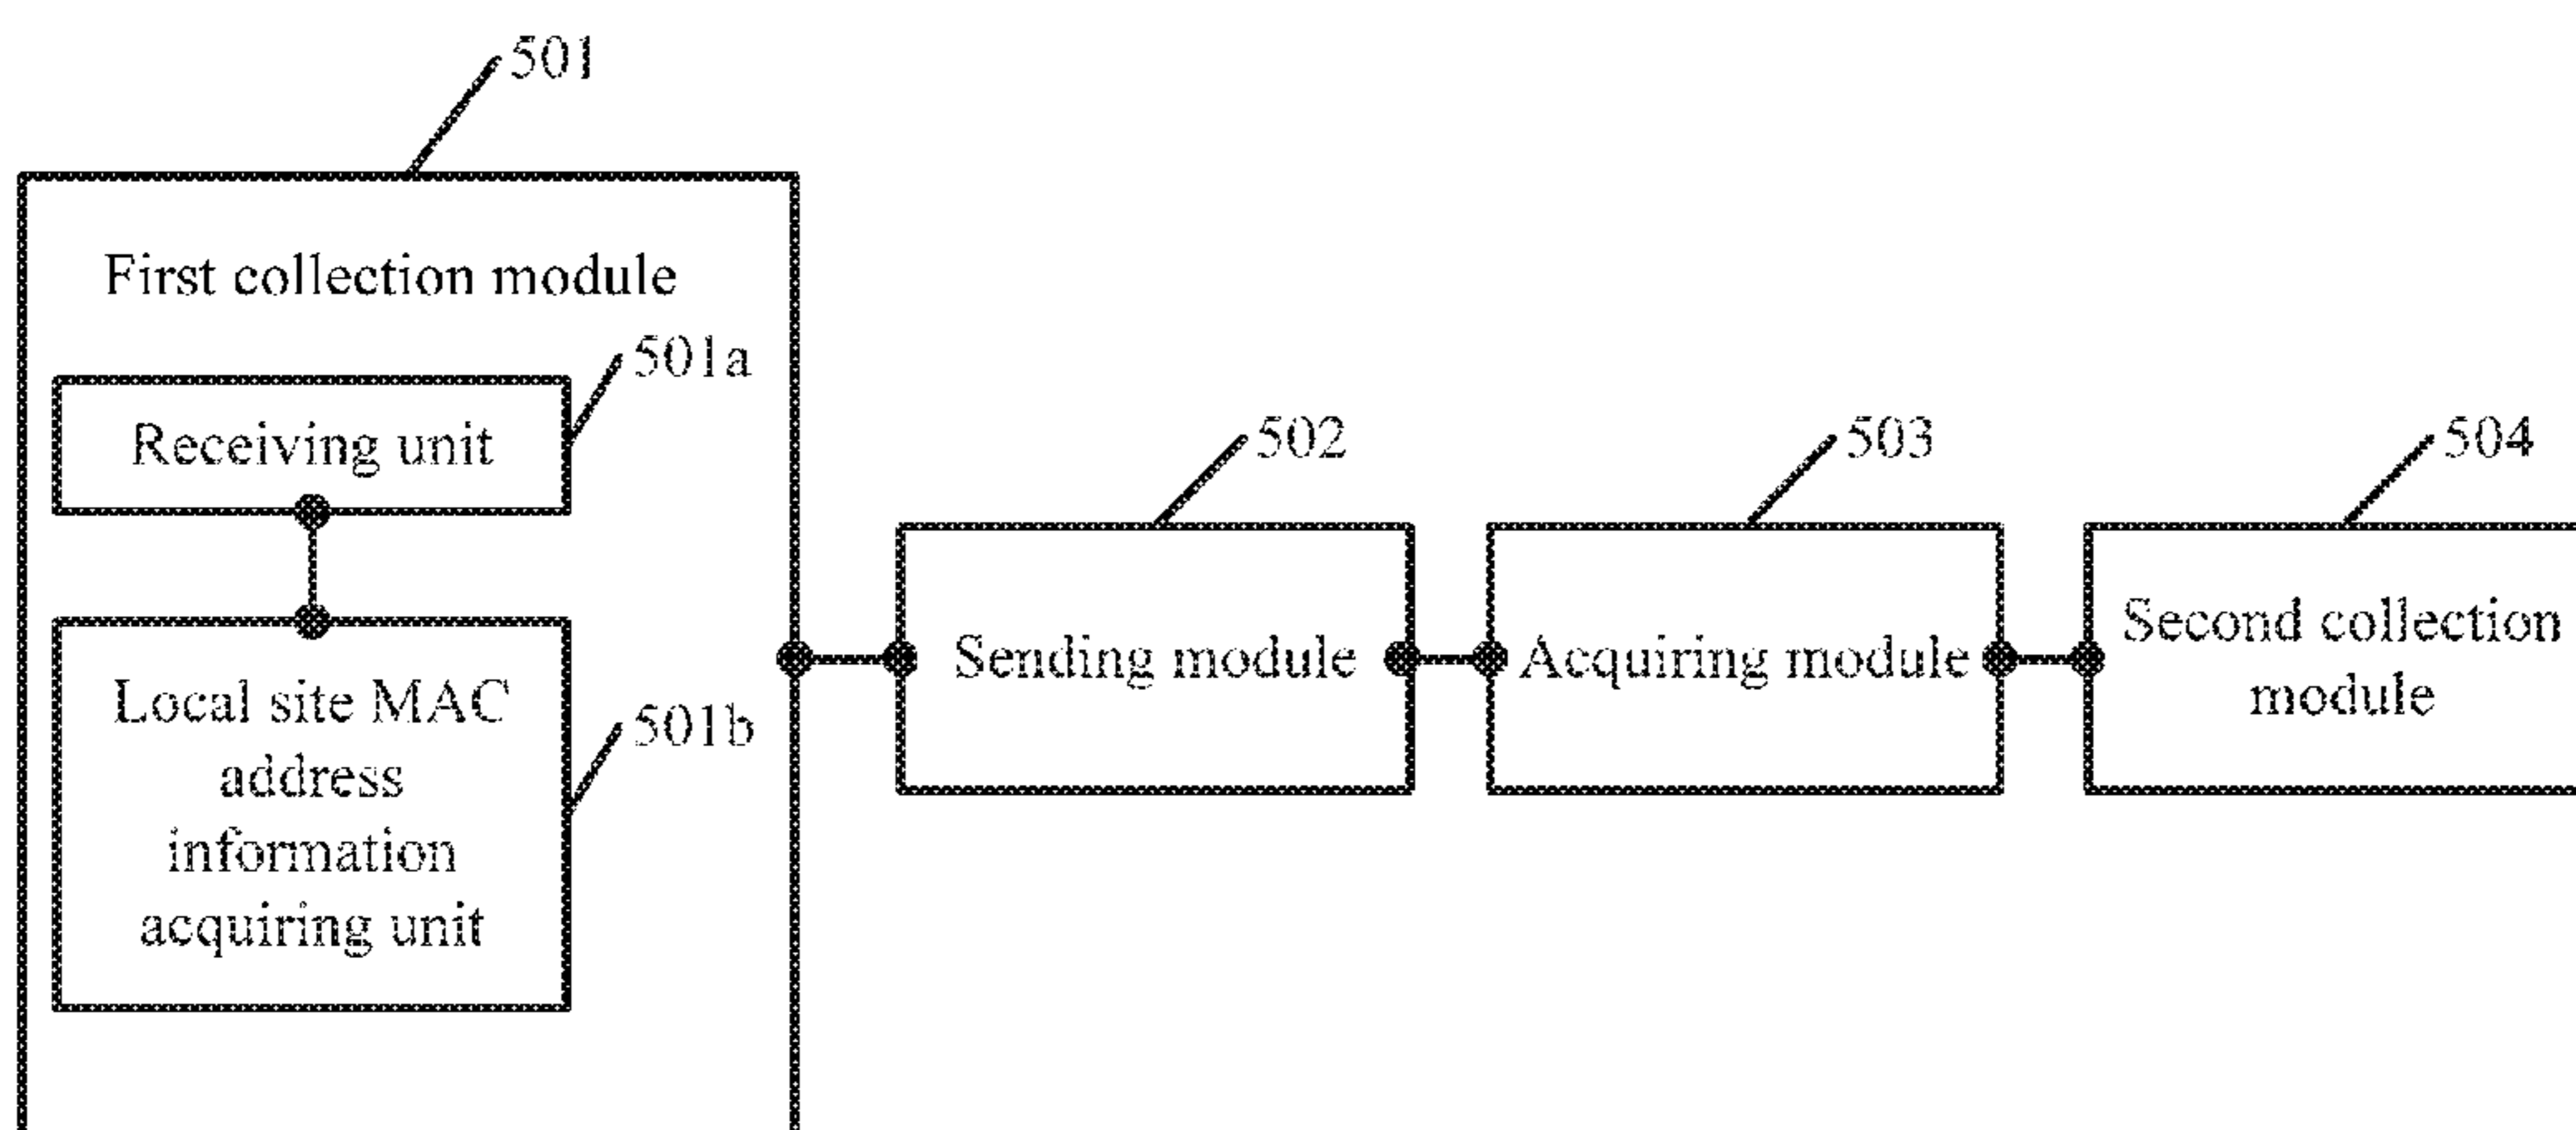 501
First collection module
501a
Receiving unit
501b
Local site MAC
address
information
acquiring unit
502
Sending module
503
Acquiring module
504
Second collection
module